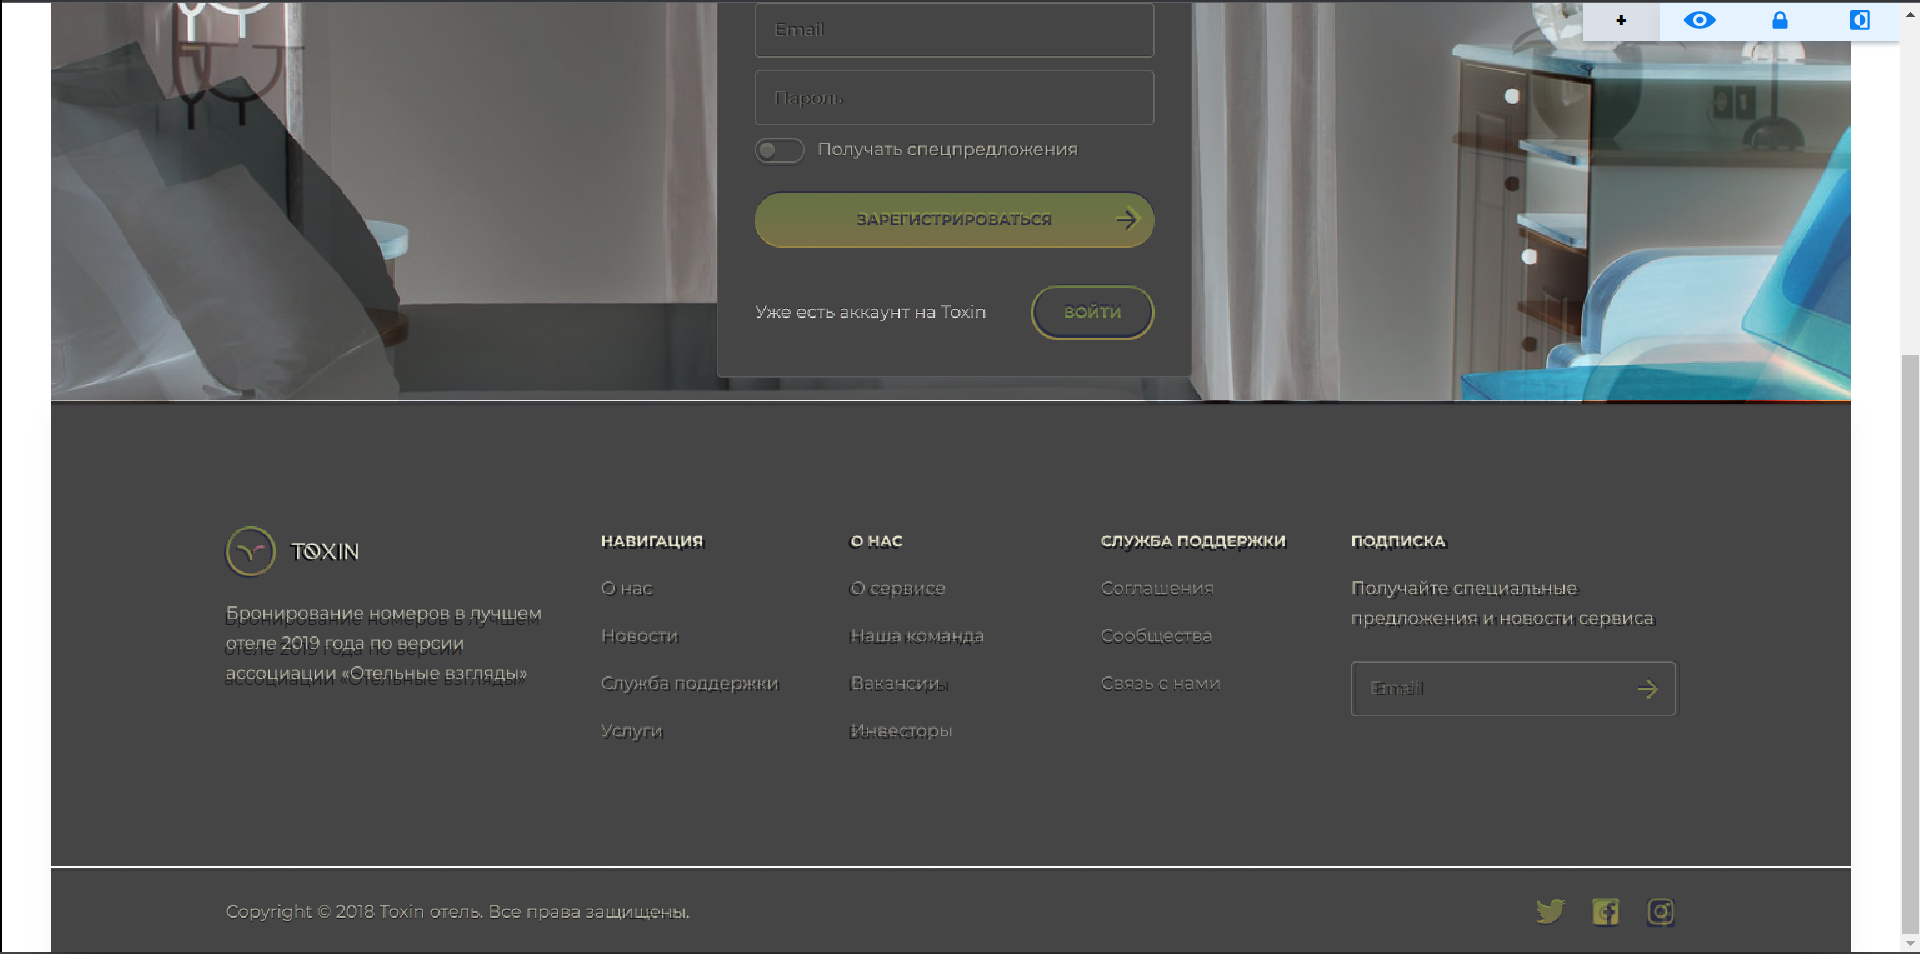 Email
Пароль
Получать спецпредложения
ЗАРЕГИСТРИРОВАТЬСЯ
Уже есть аккаунт на Toxin
ВОЙТИ
TOXIN
Бронирование номеров в лучшем
отеле 2019 года по версии
ассоциации «Отельные взгляды»
НАВИГАЦИЯ
О нас
Новости
Служба поддержки
Услуги
О НАС
О сервисе
Наша команда
Вакансии
Инвесторы
СЛУЖБА ПОДДЕРЖКИ
Соглашения
Сообщества
Связь с нами
ПОДПИСКА
Получайте специальные
предложения и новости сервиса
Email
Copyright © 2018 Toxin отель. Все права защищены.